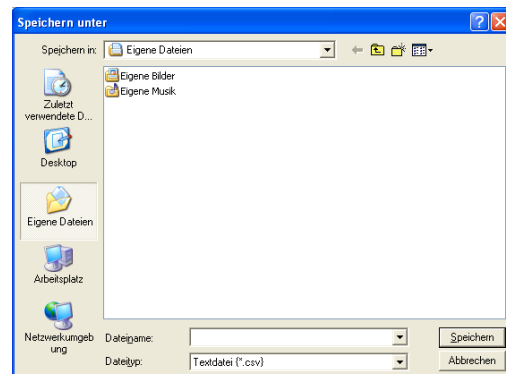 Speichern unter
Speichern in:
Eigene Dateien
Eigene Bilder
Eigene Musik
Zuletzt
verwendete D...
Desktop
Eigene Dateien
Arbeitsplatz
Netzwerkumgeb
ung
Dateiname:
Speichern
Dateityp:
Textdatei (*.csv)
Abbrechen